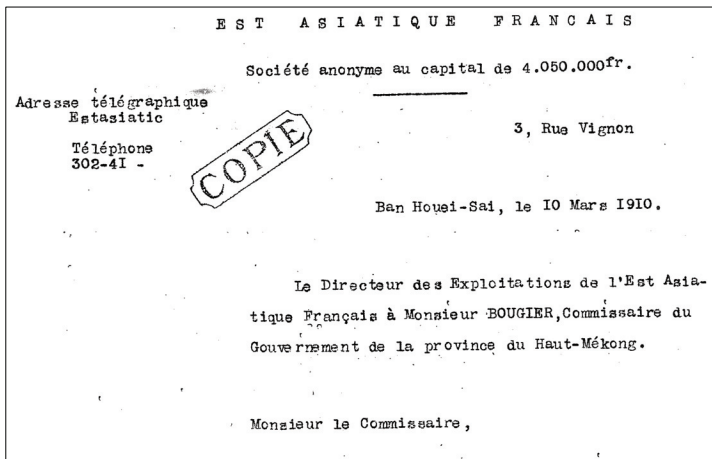 EST ASIATIQUE FRANCAIS
Société anonyme au capital de 4.050.000fr.
Adresse télégraphique
Estasiatic
Téléphone
302-4I -
COPIE
3, Rue Vignon
Ban Houei-Sai, le I0 Mars I9I0.
Le Directeur des Exploitations de l'Est Asia-
tique Français à Monsieur BOUGIER,Commissaire du
Gouvernement de la province du Haut-Mékong.
Monsieur le Commissaire,